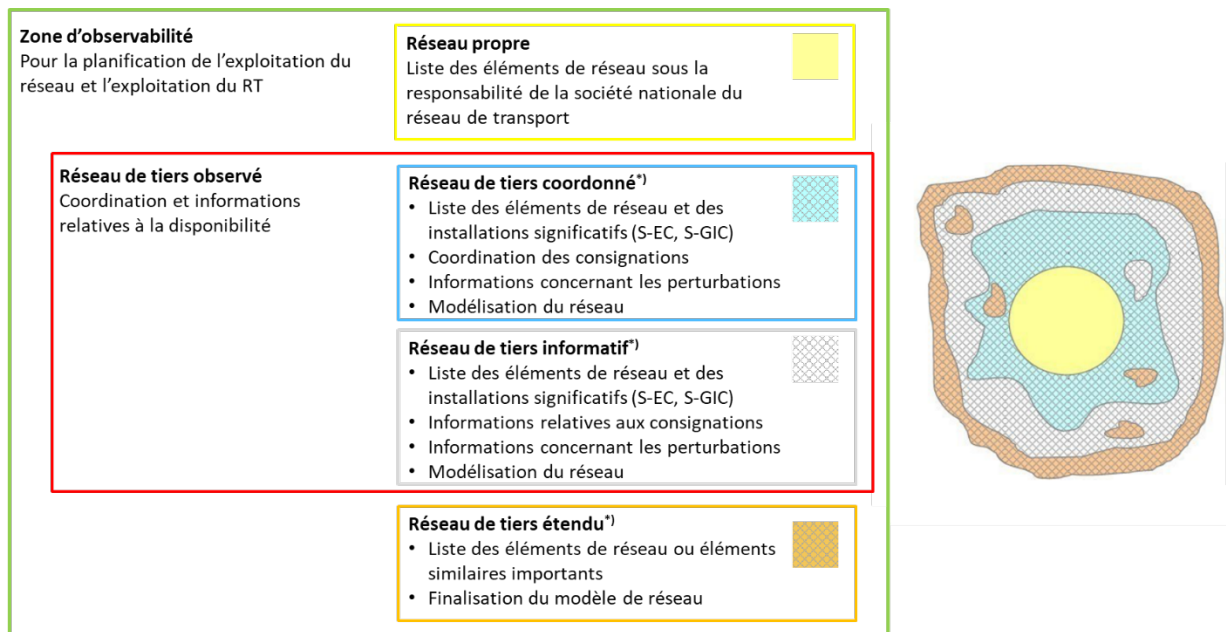 Zone d’observabilité
Pour la planification de l’exploitation du
réseau et l’exploitation du RT
Réseau propre
Liste des éléments de réseau sous la
responsabilité de la société nationale du
réseau de transport
Réseau de tiers observé
Coordination et informations
relatives à la disponibilité
Réseau de tiers coordonné*)
• Liste des éléments de réseau et des
installations significatifs (S-EC, S-GIC)
• Coordination des consignations
• Informations concernant les perturbations
• Modélisation du réseau
Réseau de tiers informatif*)
• Liste des éléments de réseau et des
installations significatifs (S-EC, S-GIC)
• Informations relatives aux consignations
• Informations concernant les perturbations
• Modélisation du réseau
Réseau de tiers étendu*)
• Liste des éléments de réseau ou éléments
similaires importants
• Finalisation du modèle de réseau